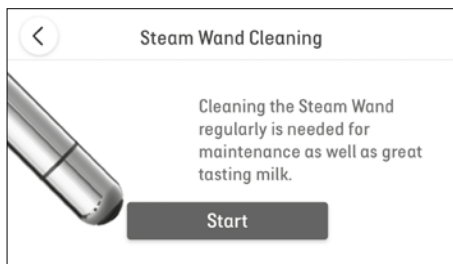 Steam Wand Cleaning
Cleaning the Steam Wand
regularly is needed for
maintenance as well as great
tasting milk.
Start